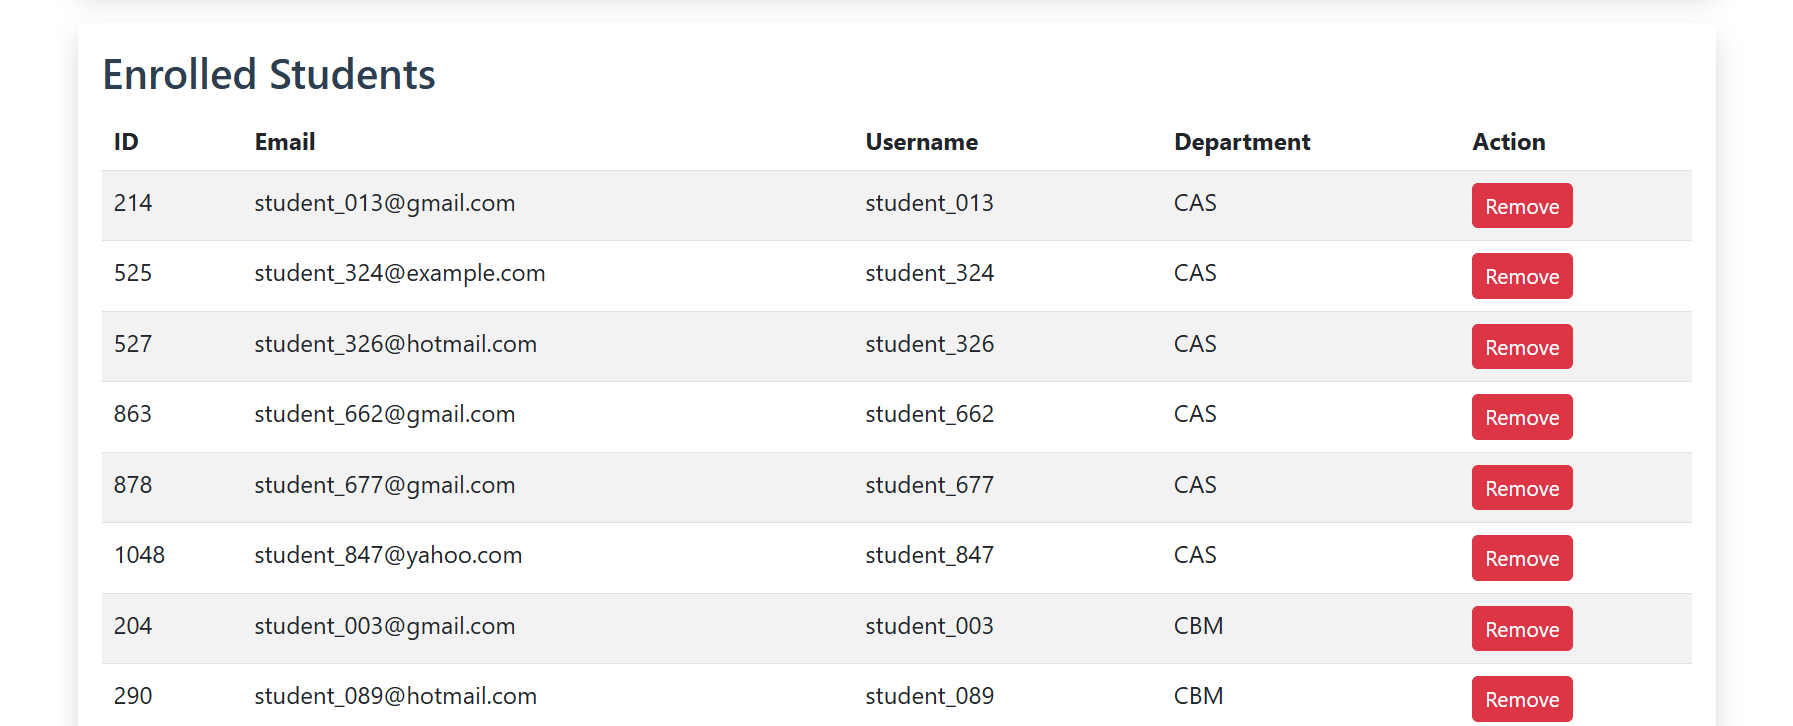 Enrolled Students
ID Email Username Department Action
214 student_013@gmail.com student_013 CAS Remove
525 student_324@example.com student_324 CAS Remove
527 student_326@hotmail.com student_326 CAS Remove
863 student_662@gmail.com student_662 CAS Remove
878 student_677@gmail.com student_677 CAS Remove
1048 student_847@yahoo.com student_847 CAS Remove
204 student_003@gmail.com student_003 CBM Remove
290 student_089@hotmail.com student_089 CBM Remove